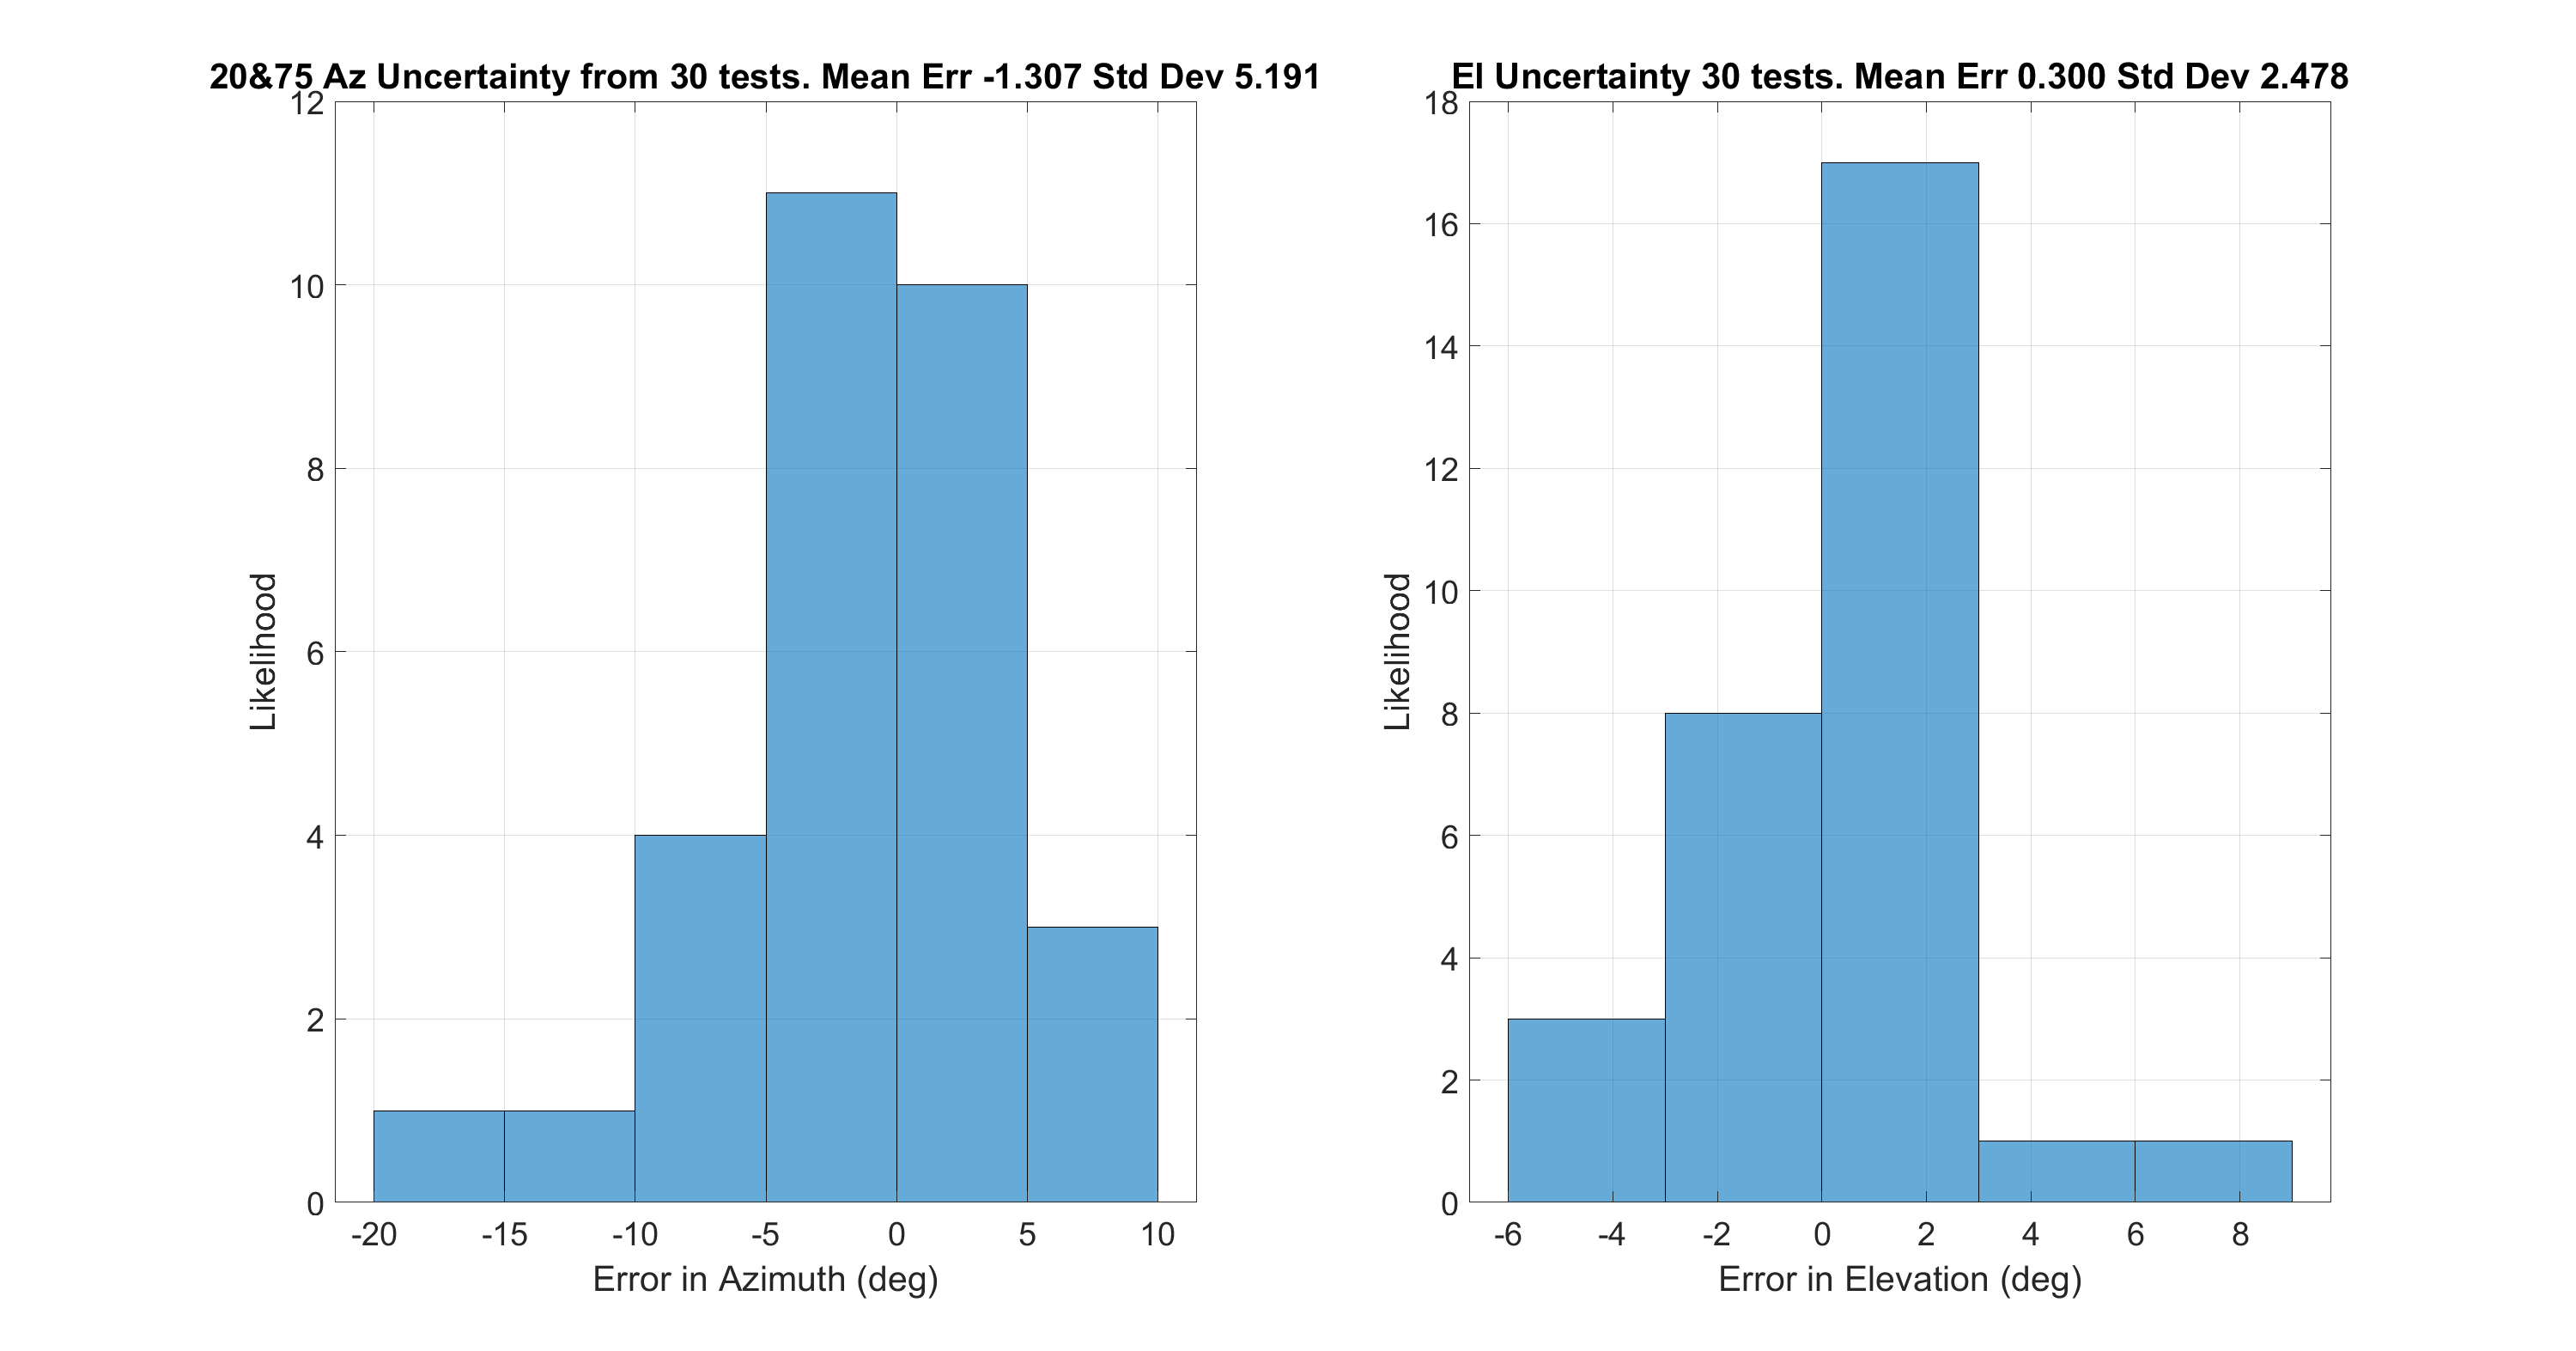 20&75 Az Uncertainty from 30 tests. Mean Err -1.307 Std Dev 5.191
12
10
8
6
4
2
0
Likelihood
-20 -15 -10 -5 0 5 10
Error in Azimuth (deg)
El Uncertainty 30 tests. Mean Err 0.300 Std Dev 2.478
18
16
14
12
10
8
6
4
2
0
Likelihood
-6 -4 -2 0 2 4 6 8
Error in Elevation (deg)